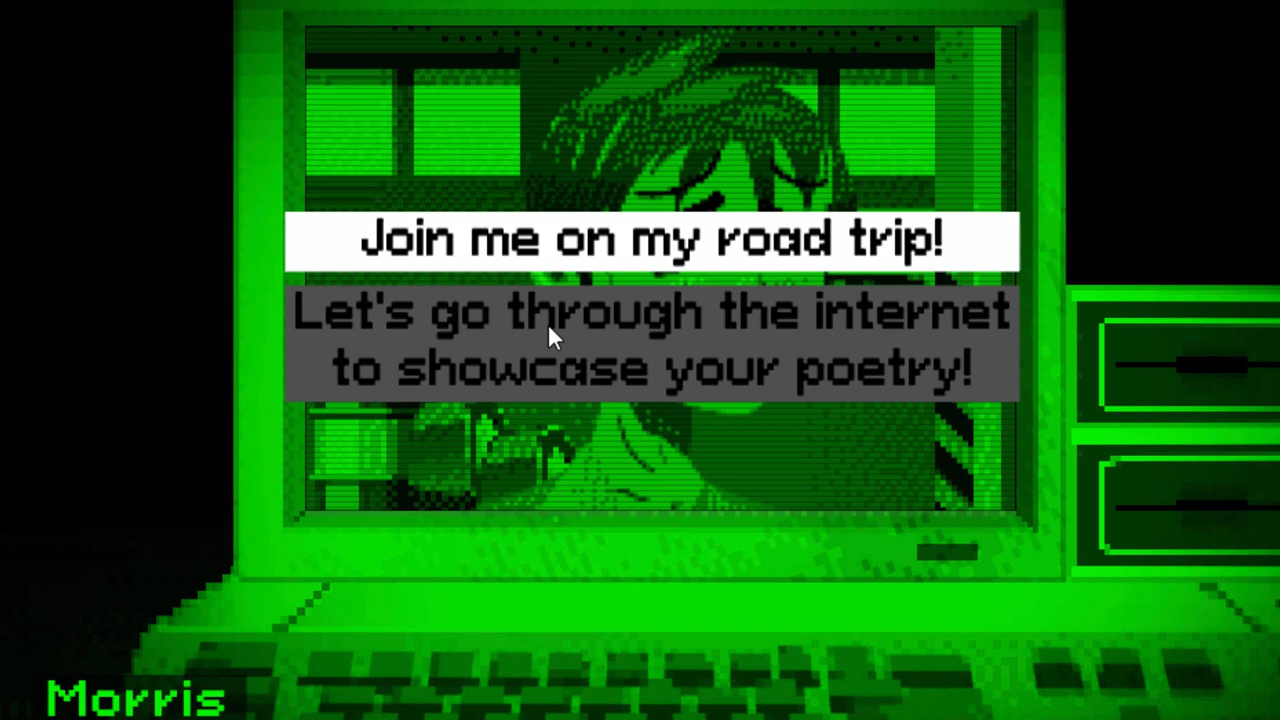 Join me on my road trip!
Let's go through the internet
to showcase your poetry!
Morris